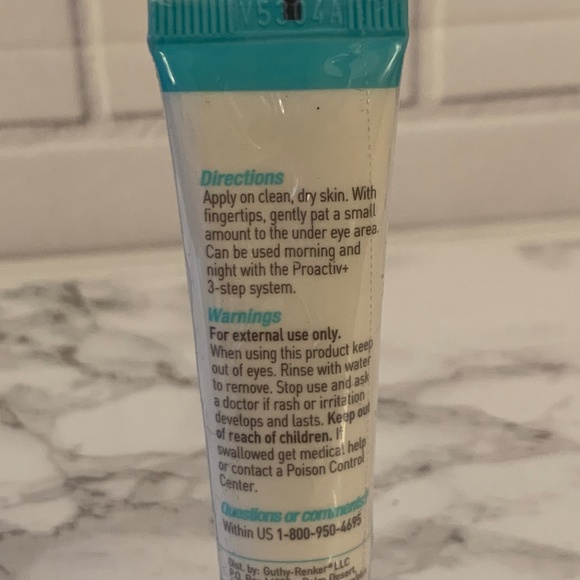 V5304A
Directions
Apply on clean, dry skin. With
fingertips, gently pat a small
amount to the under eye area.
Can be used morning and
night with the Proactiv+
3-step system.
Warnings
For external use only.
When using this product keep
out of eyes. Rinse with water
to remove. Stop use and ask
a doctor if rash or irritation
develops and lasts. Keep out
of reach of children. If
swallowed get medical help
or contact a Poison Control
Center.
Questions or comments?
Within US 1-800-950-4695
Dist. by: Guthy-Renker® LLC
P.O. Palm Desert,